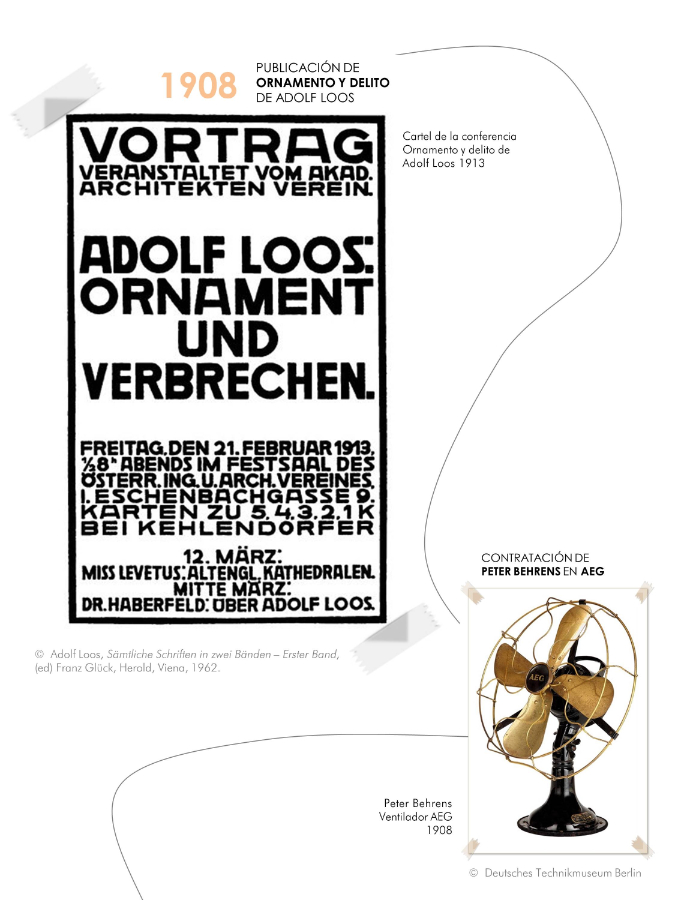 1908
PUBLICACIÓN DE
ORNAMENTO Y DELITO
DE ADOLF LOOS
Cartel de la conferencia
Ornamento y delito de
Adolf Loos 1913
VORTRAG
VERANSTALTET VOM AKAD.
ARCHITEKTEN VEREIN.
ADOLF LOOS:
ORNAMENT
UND
VERBRECHEN.
FREITAG, DEN 21. FEBRUAR 1913,
½8ʰ ABENDS IM FESTSAAL DES
ÖSTERR. ING. U. ARCH. VEREINES,
I. ESCHENBACHGASSE 9.
KARTEN ZU 5, 4, 3, 2, 1 K
BEI KEHLENDORFER
12. MÄRZ:
MISS LEVETUS: ALTENGL. KATHEDRALEN.
MITTE MÄRZ:
DR. HABERFELD: ÜBER ADOLF LOOS.
© Adolf Loos, Sämtliche Schriften in zwei Bänden – Erster Band,
(ed) Franz Glück, Herold, Viena, 1962.
CONTRATACIÓN DE
PETER BEHRENS EN AEG
AEG
Peter Behrens
Ventilador AEG
1908
© Deutsches Technikmuseum Berlin